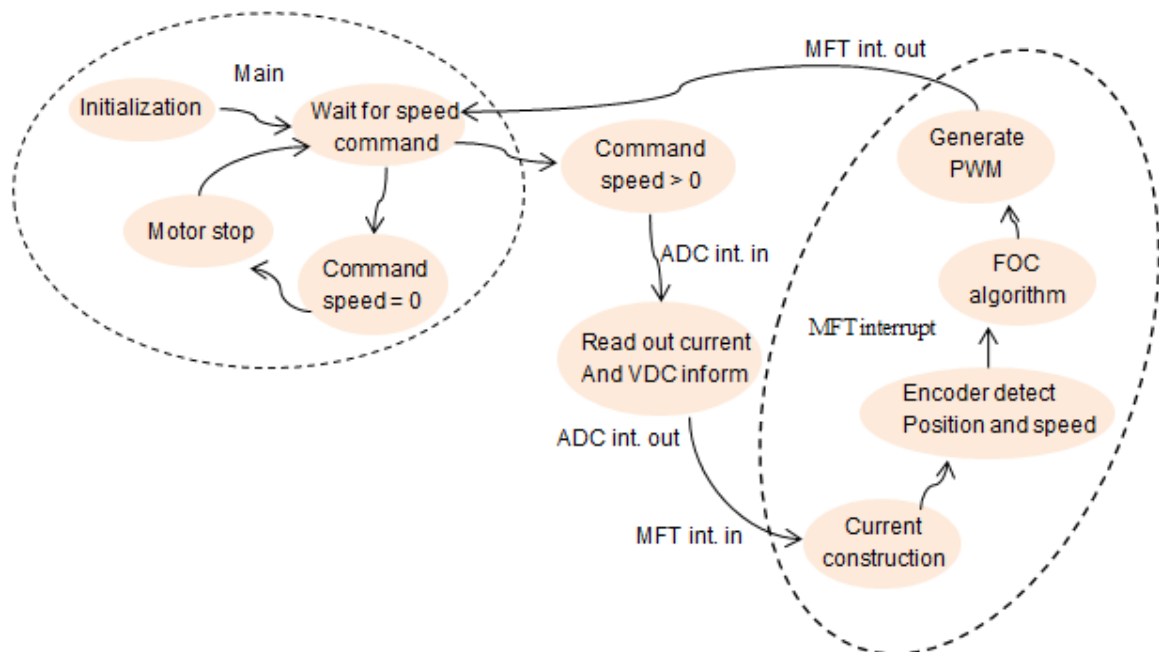 Main
Initialization
Wait for speed
command
Motor stop
Command
speed = 0
Command
speed > 0
ADC int. in
Read out current
And VDC inform
ADC int. out
MFT int. in
MFT int. out
Generate
PWM
FOC
algorithm
MFT interrupt
Encoder detect
Position and speed
Current
construction